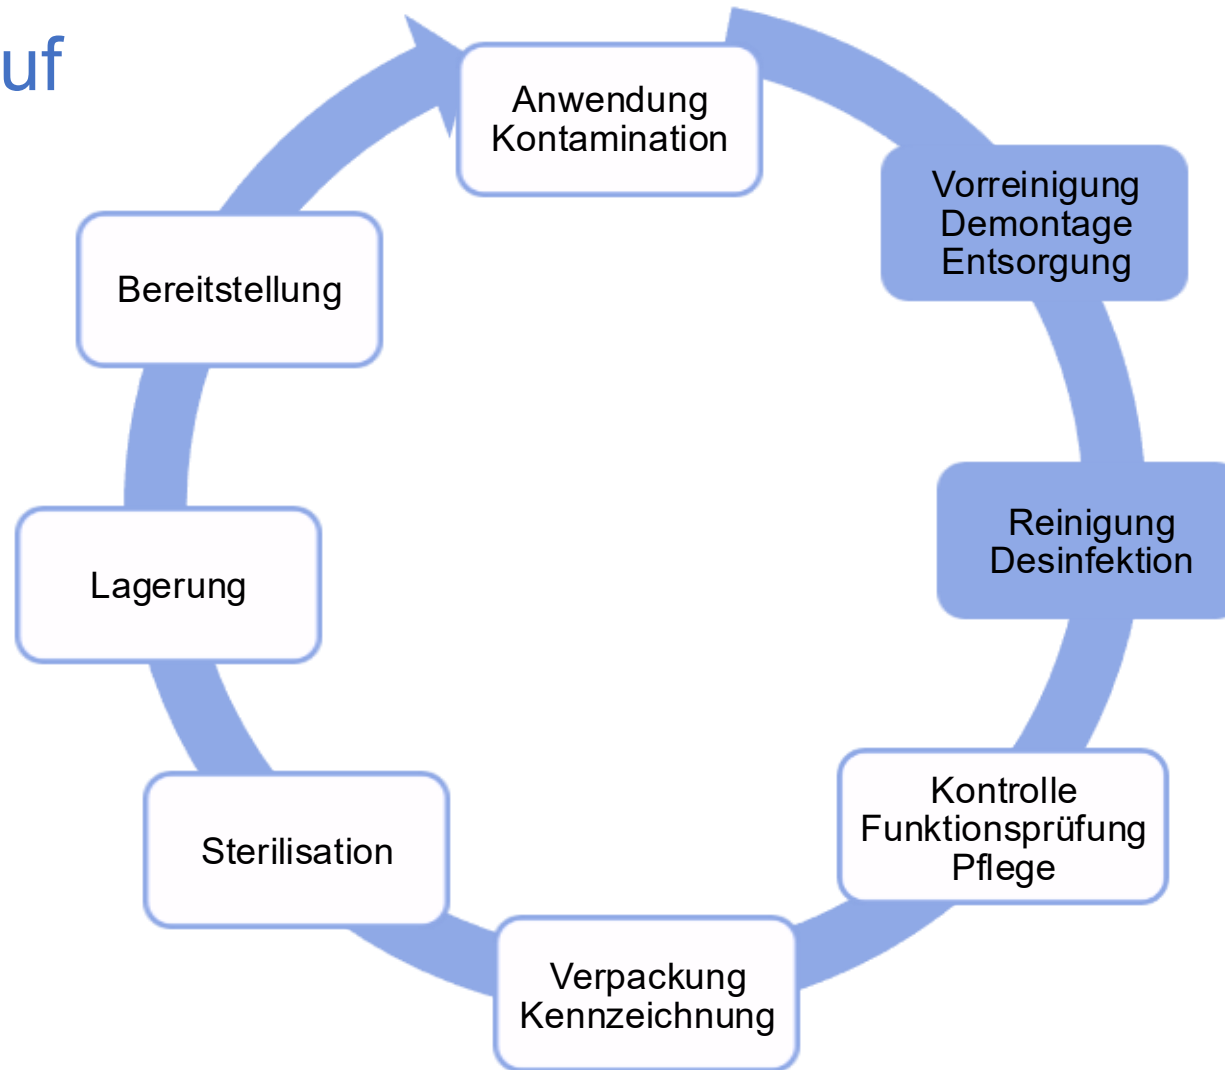 uf
Anwendung
Kontamination
Vorreinigung
Demontage
Entsorgung
Reinigung
Desinfektion
Kontrolle
Funktionsprüfung
Pflege
Verpackung
Kennzeichnung
Sterilisation
Lagerung
Bereitstellung